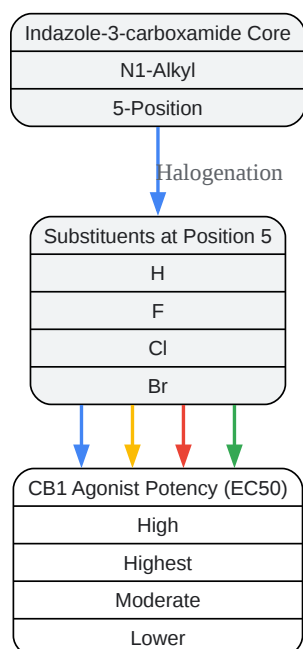 Indazole-3-carboxamide Core
N1-Alkyl
5-Position
Halogenation
Substituents at Position 5
H
F
Cl
Br
CB1 Agonist Potency (EC50)
High
Highest
Moderate
Lower